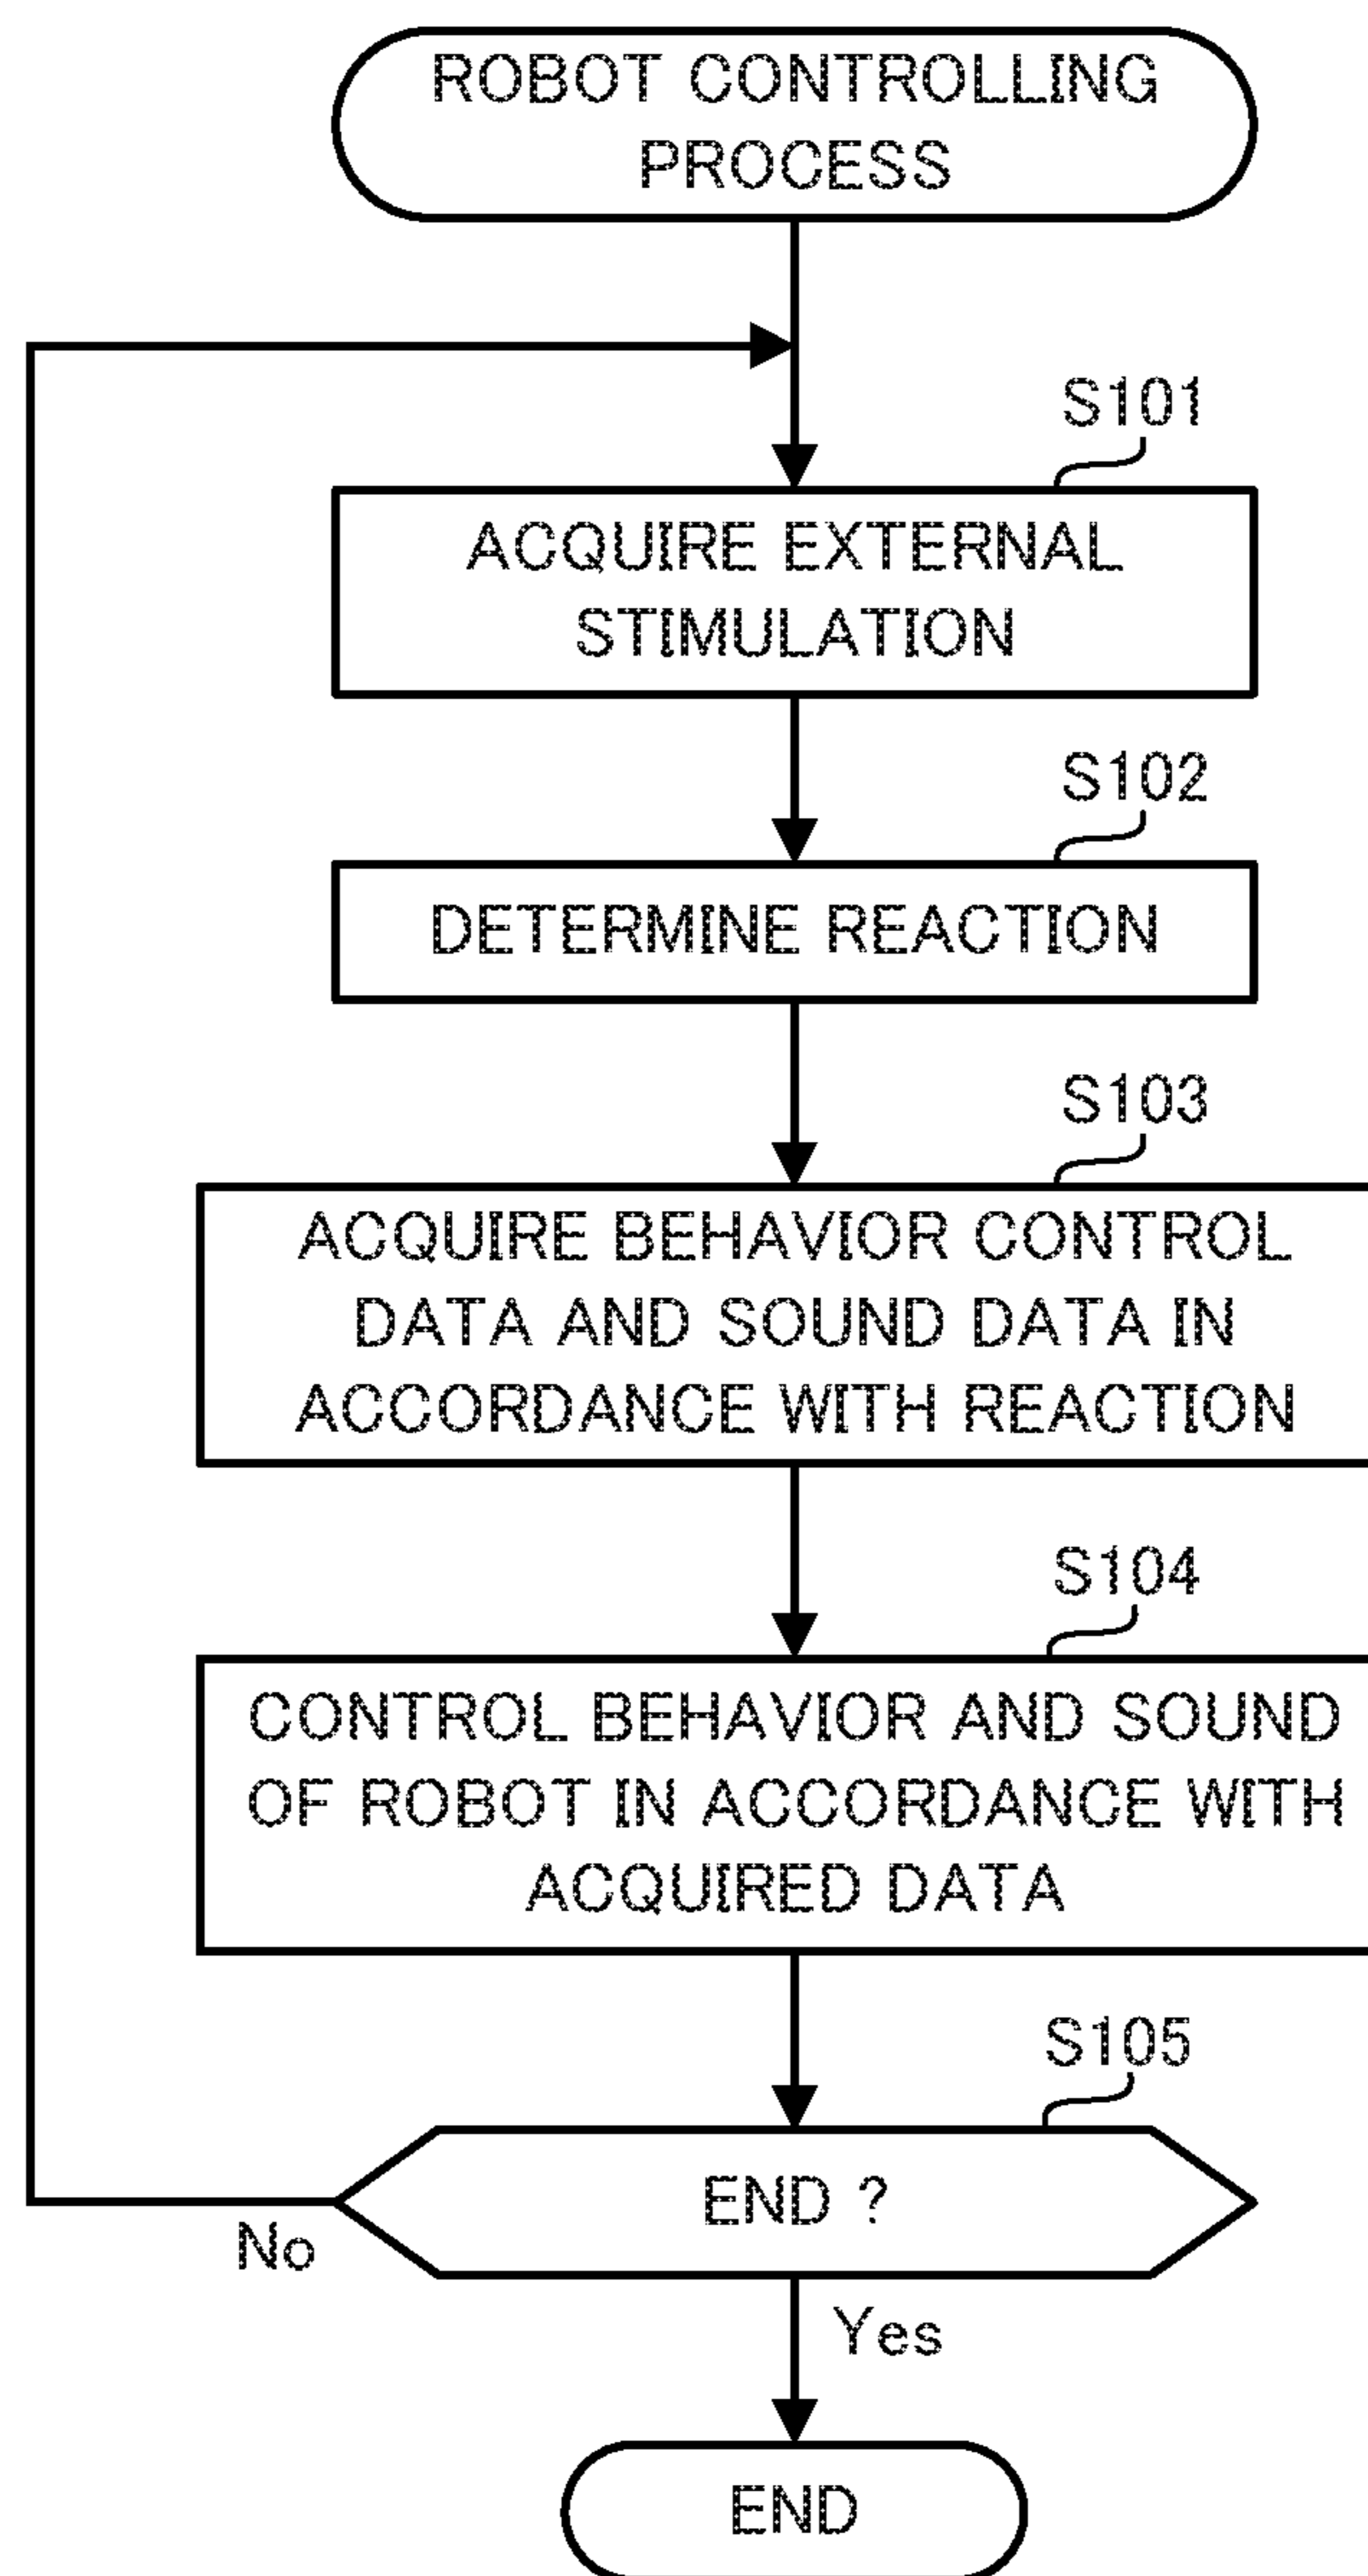 ROBOT CONTROLLING
PROCESS
S101
ACQUIRE EXTERNAL
STIMULATION
S102
DETERMINE REACTION
S103
ACQUIRE BEHAVIOR CONTROL
DATA AND SOUND DATA IN
ACCORDANCE WITH REACTION
S104
CONTROL BEHAVIOR AND SOUND
OF ROBOT IN ACCORDANCE WITH
ACQUIRED DATA
S105
END ?
No
Yes
END